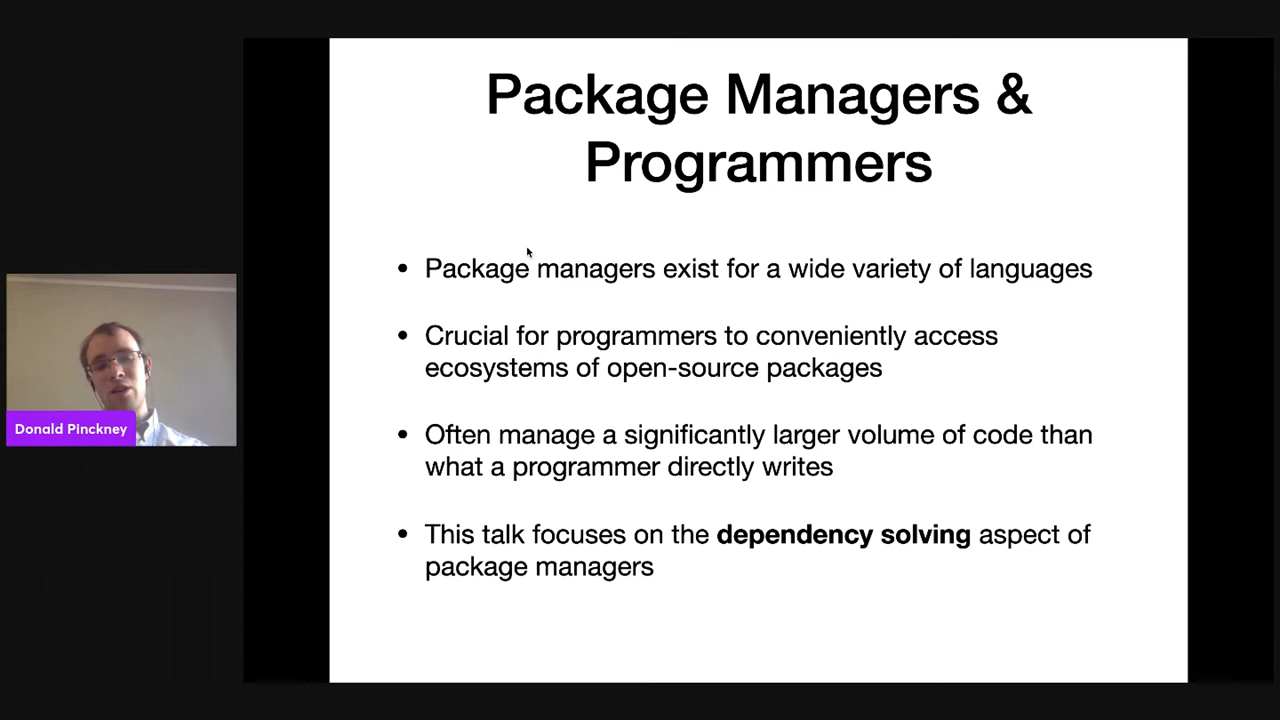 Package Managers &
Programmers
• Package managers exist for a wide variety of languages
• Crucial for programmers to conveniently access
ecosystems of open-source packages
• Often manage a significantly larger volume of code than
what a programmer directly writes
• This talk focuses on the dependency solving aspect of
package managers
Donald Pinckney